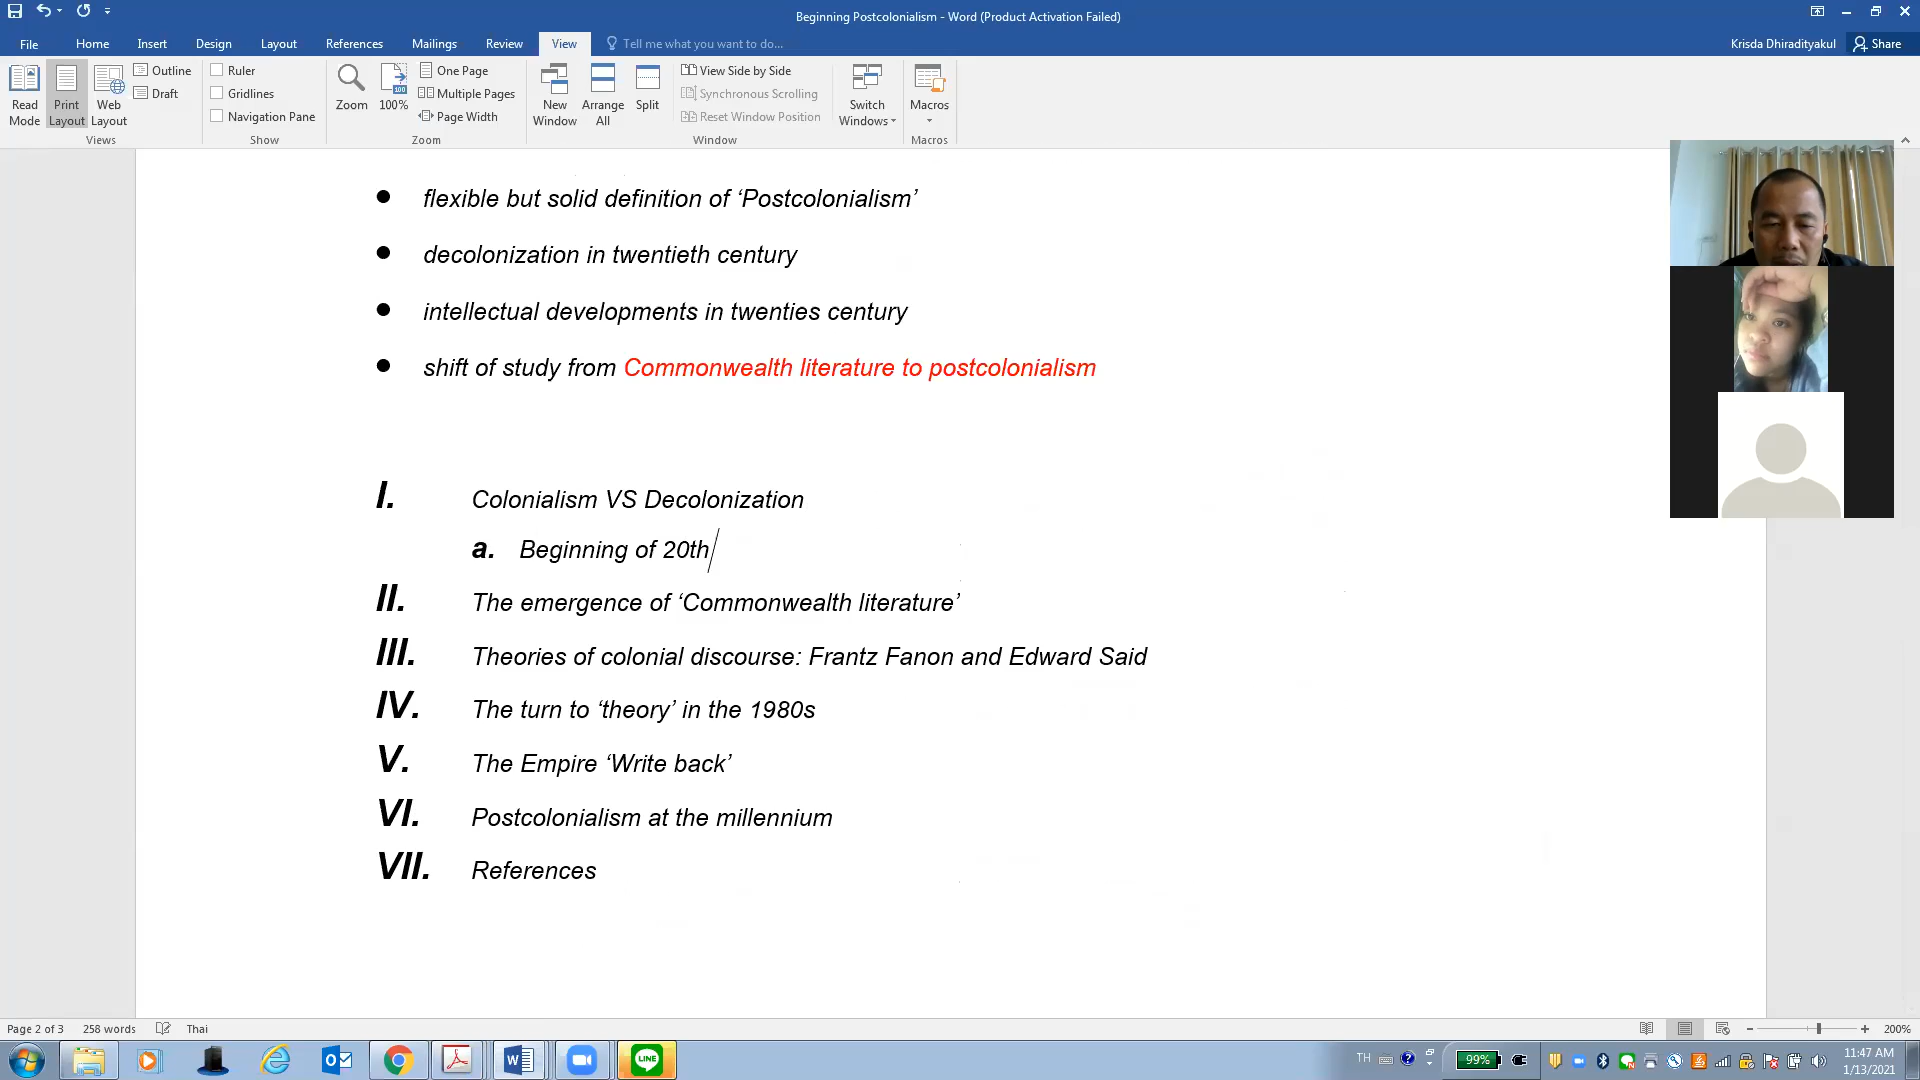 Beginning Postcolonialism - Word (Product Activation Failed)
File Home Insert Design Layout References Mailings Review View Tell me what you want to do... Krisda Dhiradityakul Share
Read Mode
Print Layout
Web Layout
Outline
Draft
Views
Ruler
Gridlines
Navigation Pane
Show
Zoom
100
100%
One Page
Multiple Pages
Page Width
Zoom
New Window
Arrange All
Split
View Side by Side
Synchronous Scrolling
Reset Window Position
Window
Switch Windows
Macros
Macros
● flexible but solid definition of ‘Postcolonialism’
● decolonization in twentieth century
● intellectual developments in twenties century
● shift of study from Commonwealth literature to postcolonialism
I. Colonialism VS Decolonization
a. Beginning of 20th
II. The emergence of ‘Commonwealth literature’
III. Theories of colonial discourse: Frantz Fanon and Edward Said
IV. The turn to ‘theory’ in the 1980s
V. The Empire ‘Write back’
VI. Postcolonialism at the millennium
VII. References
Page 2 of 3 258 words Thai 200%
LINE
TH 99% 11:47 AM
1/13/2021